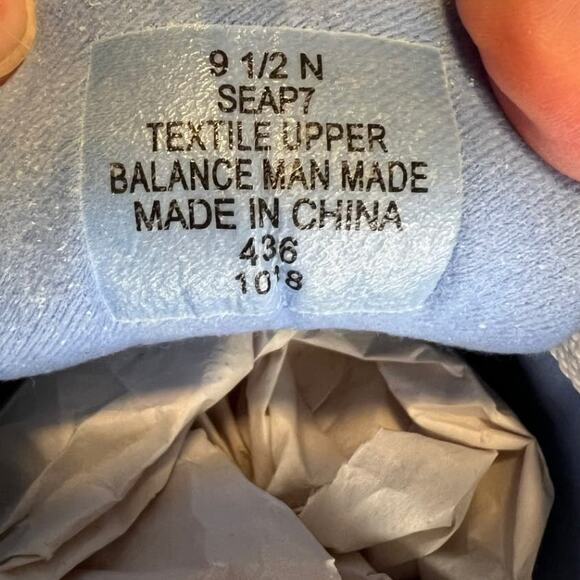 9 1/2 N
SEAP7
TEXTILE UPPER
BALANCE MAN MADE
MADE IN CHINA
436
10'8